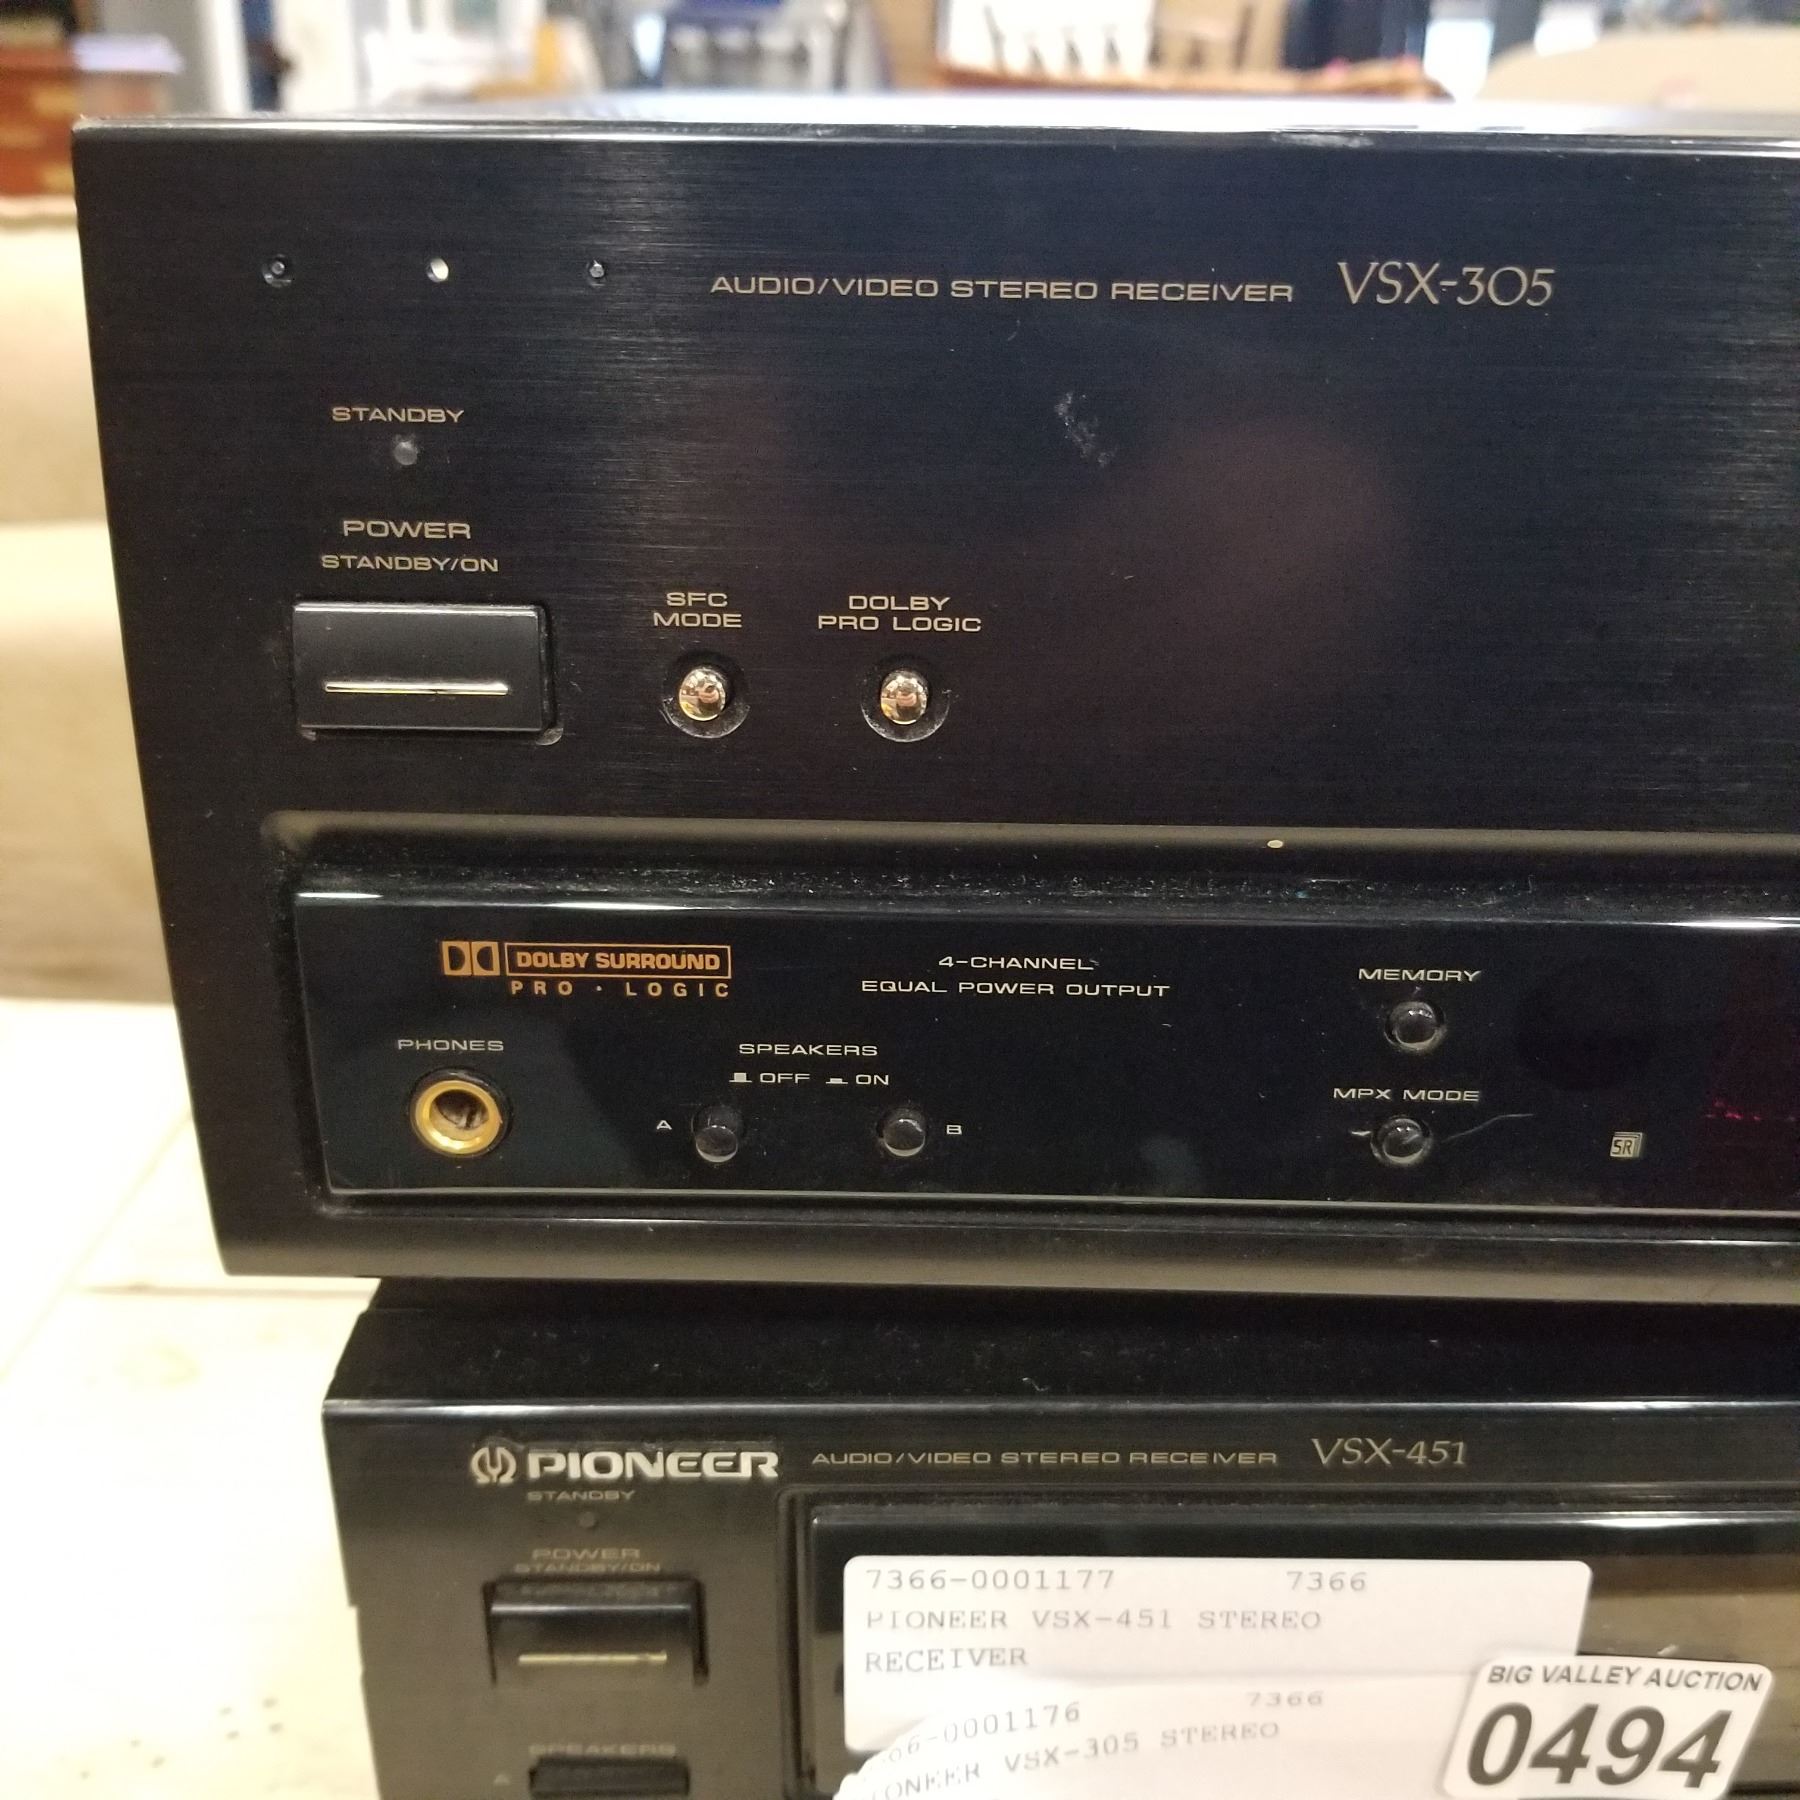 AUDIO/VIDEO STEREO RECEIVER VSX-305
STANDBY
POWER
STANDBY/ON
SFC
MODE
DOLBY
PRO LOGIC
DOLBY SURROUND
PRO · LOGIC
4-CHANNEL
EQUAL POWER OUTPUT
MEMORY
PHONES
SPEAKERS
OFF ON
A
B
MPX MODE
SR
PIONEER AUDIO/VIDEO STEREO RECEIVER VSX-451
STANDBY
POWER
STANDBY/ON
SPEAKERS
A
7366-0001177 7366
PIONEER VSX-451 STEREO
RECEIVER
66-0001176 7366
IONEER VSX-305 STEREO
BIG VALLEY AUCTION
0494